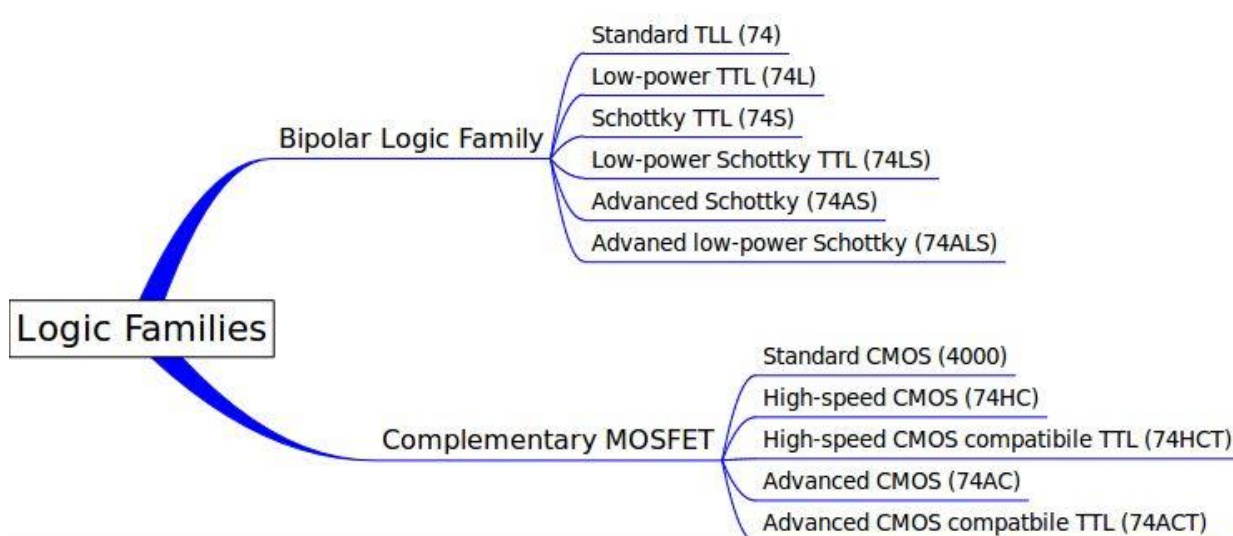 Standard TLL (74)
Low-power TTL (74L)
Schottky TTL (74S)
Bipolar Logic Family
Low-power Schottky TTL (74LS)
Advanced Schottky (74AS)
Advaned low-power Schottky (74ALS)
Logic Families
Standard CMOS (4000)
High-speed CMOS (74HC)
Complementary MOSFET
High-speed CMOS compatibile TTL (74HCT)
Advanced CMOS (74AC)
Advanced CMOS compatbile TTL (74ACT)